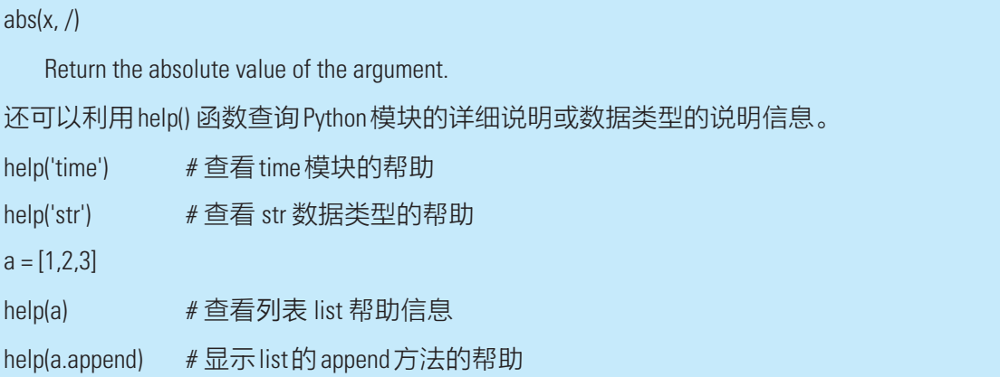 abs(x, /)
Return the absolute value of the argument.
还可以利用help() 函数查询Python模块的详细说明或数据类型的说明信息。
help('time') # 查看time模块的帮助
help('str') # 查看 str 数据类型的帮助
a = [1,2,3]
help(a) # 查看列表 list 帮助信息
help(a.append) # 显示list的append方法的帮助